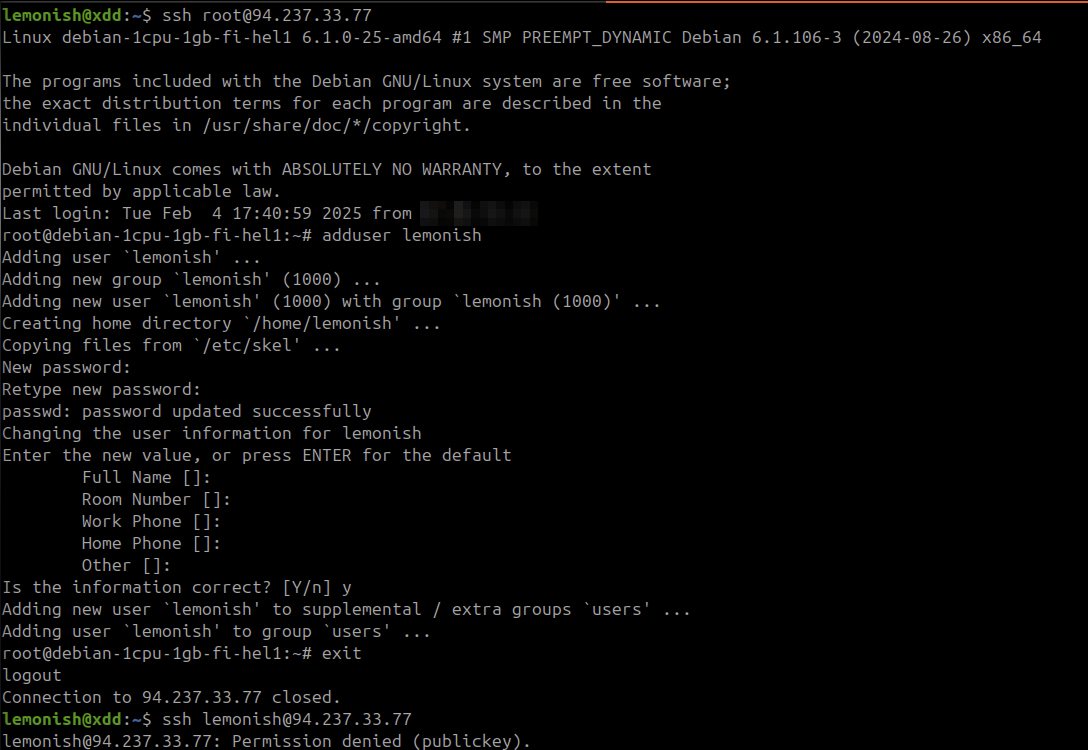 lemonish@xdd:~$ ssh root@94.237.33.77
Linux debian-1cpu-1gb-fi-hel1 6.1.0-25-amd64 #1 SMP PREEMPT_DYNAMIC Debian 6.1.106-3 (2024-08-26) x86_64

The programs included with the Debian GNU/Linux system are free software;
the exact distribution terms for each program are described in the
individual files in /usr/share/doc/*/copyright.

Debian GNU/Linux comes with ABSOLUTELY NO WARRANTY, to the extent
permitted by applicable law.
Last login: Tue Feb  4 17:40:59 2025 from
root@debian-1cpu-1gb-fi-hel1:~# adduser lemonish
Adding user `lemonish' ...
Adding new group `lemonish' (1000) ...
Adding new user `lemonish' (1000) with group `lemonish (1000)' ...
Creating home directory `/home/lemonish' ...
Copying files from `/etc/skel' ...
New password:
Retype new password:
passwd: password updated successfully
Changing the user information for lemonish
Enter the new value, or press ENTER for the default
        Full Name []:
        Room Number []:
        Work Phone []:
        Home Phone []:
        Other []:
Is the information correct? [Y/n] y
Adding new user `lemonish' to supplemental / extra groups `users' ...
Adding user `lemonish' to group `users' ...
root@debian-1cpu-1gb-fi-hel1:~# exit
logout
Connection to 94.237.33.77 closed.
lemonish@xdd:~$ ssh lemonish@94.237.33.77
lemonish@94.237.33.77: Permission denied (publickey).